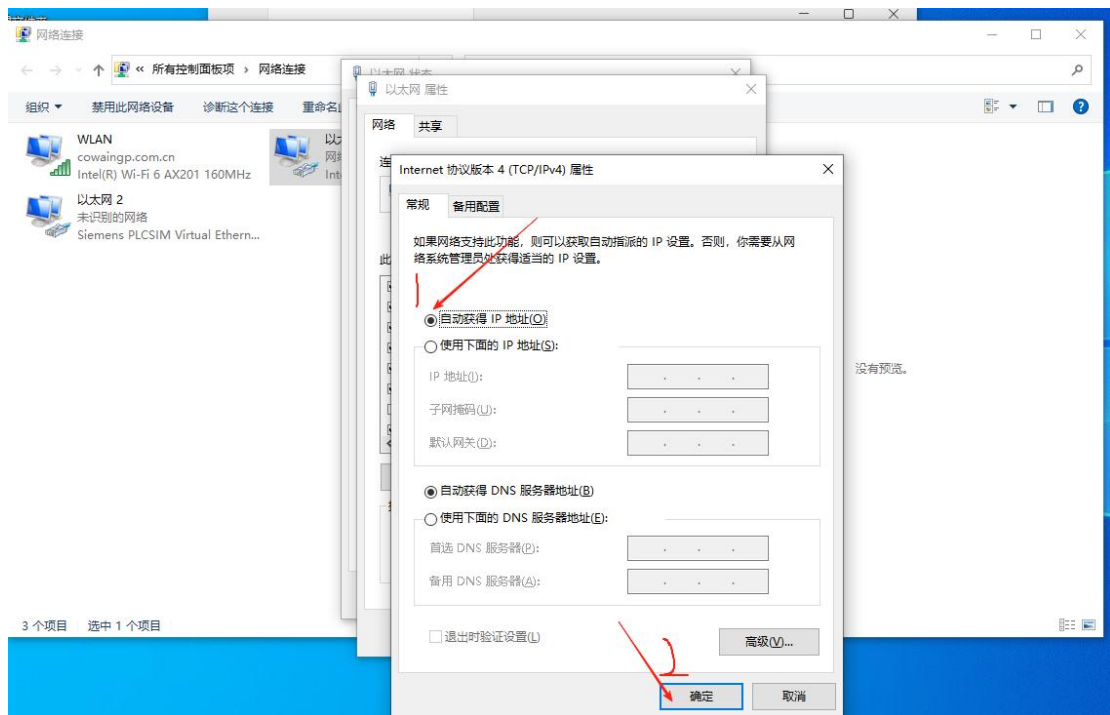 网络连接
« 所有控制面板项 › 网络连接
组织 禁用此网络设备 诊断这个连接
WLAN
cowaingp.com.cn
Intel(R) Wi-Fi 6 AX201 160MHz
以太网 2
未识别的网络
Siemens PLCSIM Virtual Ethern...
以太网 状态
以太网 属性
网络 共享
Internet 协议版本 4 (TCP/IPv4) 属性
常规 备用配置
如果网络支持此功能，则可以获取自动指派的 IP 设置。否则，你需要从网
络系统管理员处获得适当的 IP 设置。
1
自动获得 IP 地址(O)
使用下面的 IP 地址(S):
IP 地址(I):
子网掩码(U):
默认网关(D):
自动获得 DNS 服务器地址(B)
使用下面的 DNS 服务器地址(E):
首选 DNS 服务器(P):
备用 DNS 服务器(A):
退出时验证设置(L)
高级(V)...
2
确定 取消
没有预览。
3 个项目 选中 1 个项目